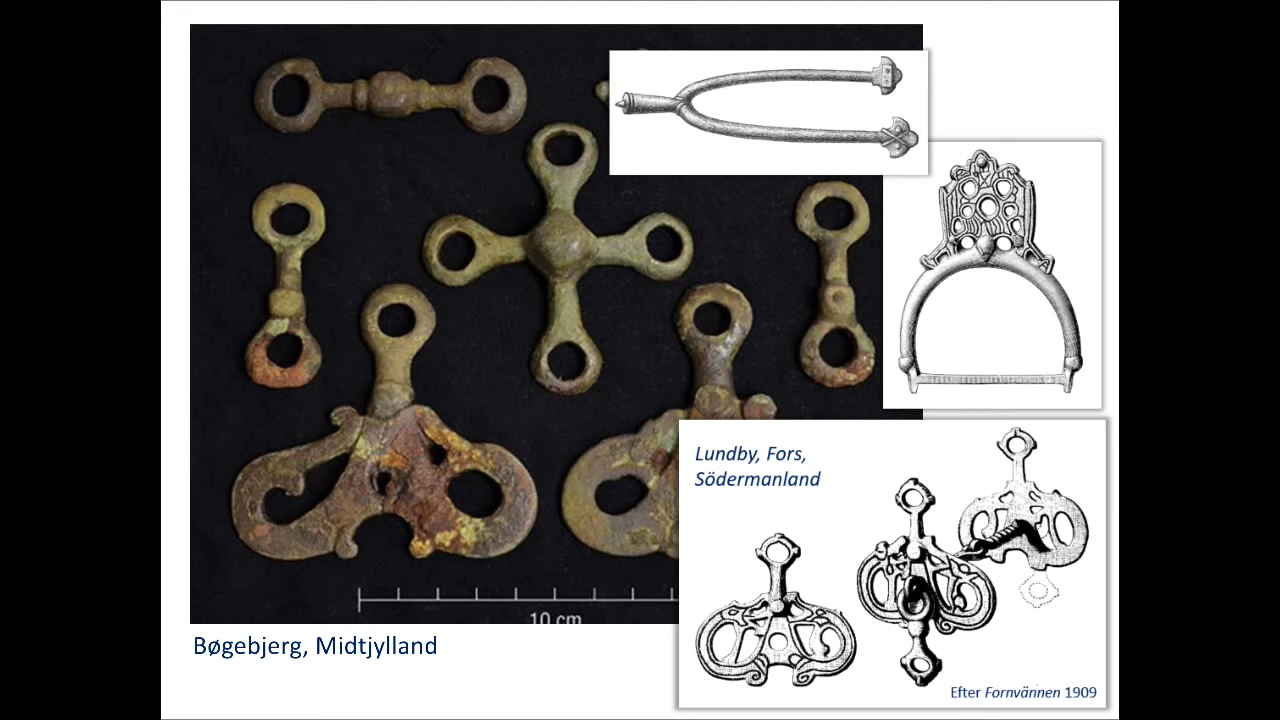 Lundby, Fors,
Södermanland
10 cm
Bøgebjerg, Midtjylland
Efter Fornvännen 1909